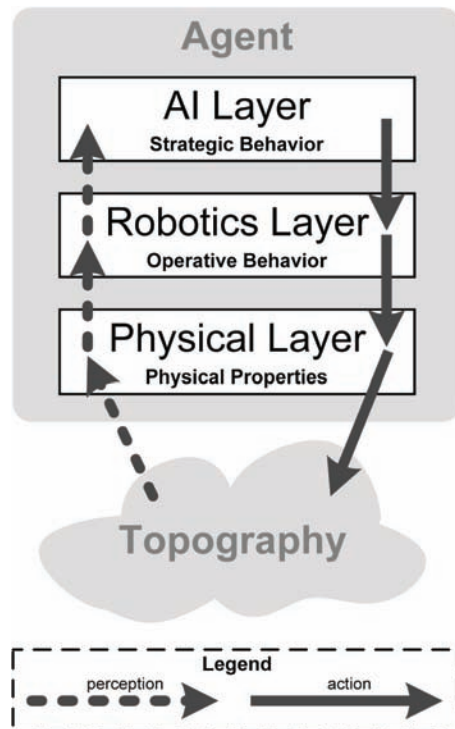 Agent
AI Layer
Strategic Behavior
Robotics Layer
Operative Behavior
Physical Layer
Physical Properties
Topography
Legend
perception
action